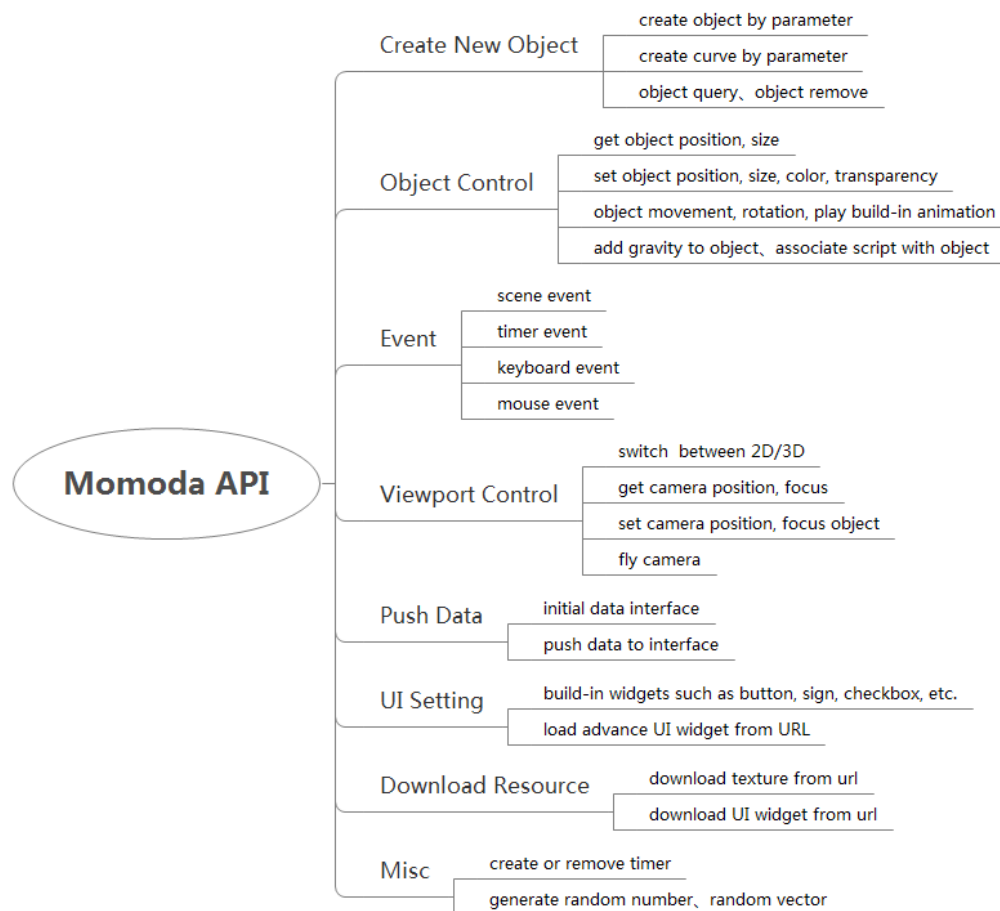 Momoda API
Create New Object
create object by parameter
create curve by parameter
object query、object remove
Object Control
get object position, size
set object position, size, color, transparency
object movement, rotation, play build-in animation
add gravity to object、associate script with object
Event
scene event
timer event
keyboard event
mouse event
Viewport Control
switch  between 2D/3D
get camera position, focus
set camera position, focus object
fly camera
Push Data
initial data interface
push data to interface
UI Setting
build-in widgets such as button, sign, checkbox, etc.
load advance UI widget from URL
Download Resource
download texture from url
download UI widget from url
Misc
create or remove timer
generate random number、random vector